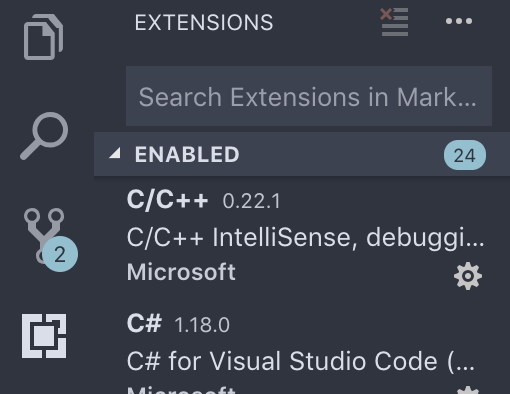 EXTENSIONS
Search Extensions in Mark...
ENABLED 24
C/C++ 0.22.1
C/C++ IntelliSense, debuggi...
Microsoft
2
C# 1.18.0
C# for Visual Studio Code (...
Microsoft